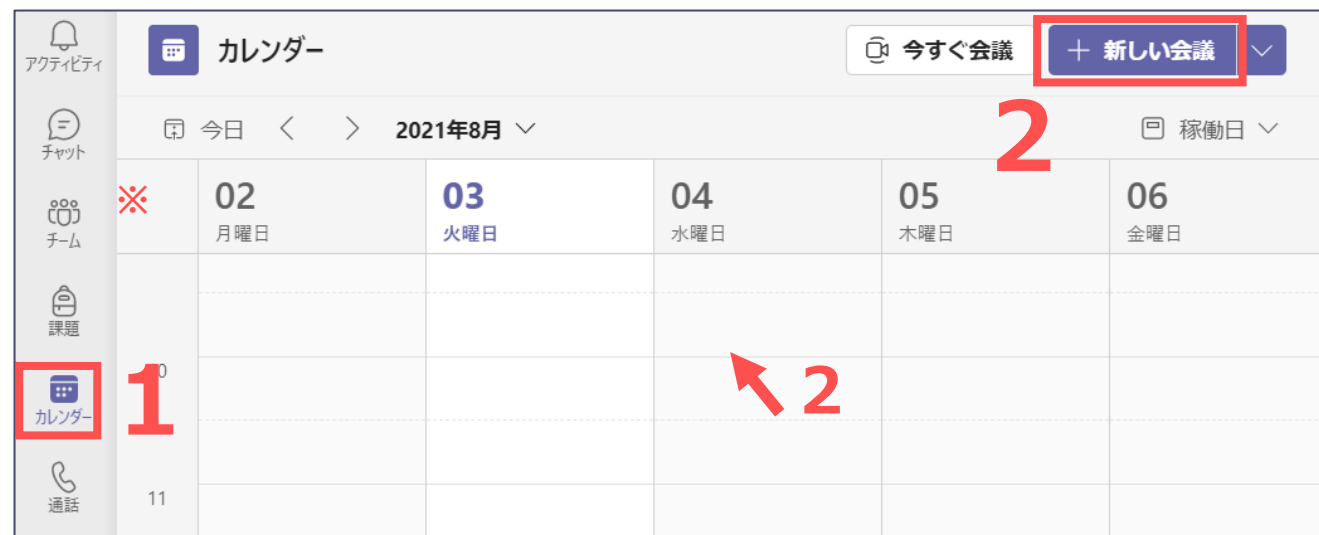 アクティビティ
チャット
チーム
課題
カレンダー
通話
カレンダー
今すぐ会議
+ 新しい会議
2
今日 < > 2021年8月
稼働日
※
02 03 04 05 06
月曜日 火曜日 水曜日 木曜日 金曜日
1
0
2
11